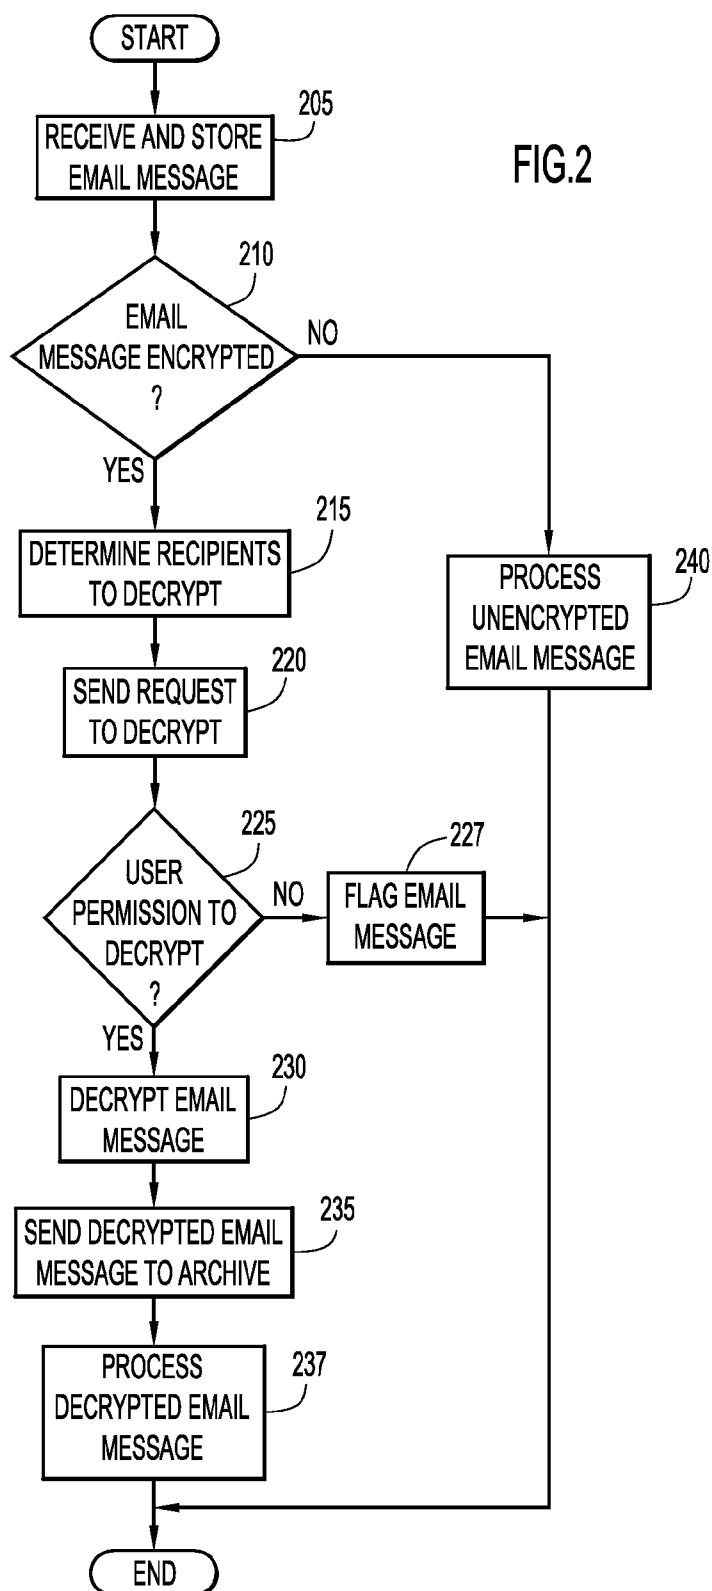 START
205
RECEIVE AND STORE
EMAIL MESSAGE
FIG.2
210
EMAIL
MESSAGE ENCRYPTED
?
NO
YES
215
DETERMINE RECIPIENTS
TO DECRYPT
240
PROCESS
UNENCRYPTED
EMAIL MESSAGE
220
SEND REQUEST
TO DECRYPT
225
USER
PERMISSION TO
DECRYPT
?
NO
227
FLAG EMAIL
MESSAGE
YES
230
DECRYPT EMAIL
MESSAGE
235
SEND DECRYPTED EMAIL
MESSAGE TO ARCHIVE
237
PROCESS
DECRYPTED EMAIL
MESSAGE
END